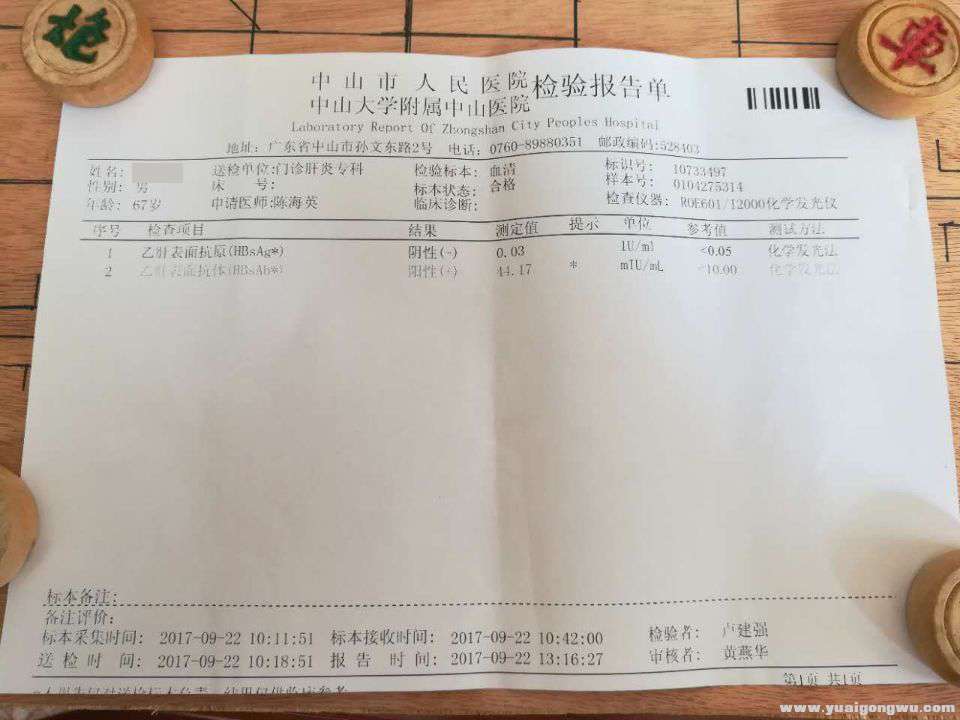 中山市人民医院
中山大学附属中山医院
检验报告单
Laboratory Report Of Zhongshan City Peoples Hospital
地址: 广东省中山市孙文东路2号 电话: 0760-89880351 邮政编码:528403
姓名: 送检单位:门诊肝炎专科 检验标本: 血清 标识号: 10733497
性别: 男 床 号: 标本状态: 合格 样本号: 0104275314
年龄: 67岁 申请医师:陈海英 临床诊断: 检查仪器: ROE601/I2000化学发光仪
序号 检查项目 结果 测定值 提示 单位 参考值 测试方法
1 乙肝表面抗原(HBsAg*) 阴性(-) 0.03 IU/ml <0.05 化学发光法
2 乙肝表面抗体(HBsAb*) 阳性(+) 44.17 * mIU/mL <10.00 化学发光法
标本备注:
备注评价:
标本采集时间: 2017-09-22 10:11:51 标本接收时间: 2017-09-22 10:42:00 检验者: 卢建强
送 检 时 间: 2017-09-22 10:18:51 报 告 时 间: 2017-09-22 13:16:27 审核者: 黄燕华
第1页 共1页
www.yuaigongwu.com